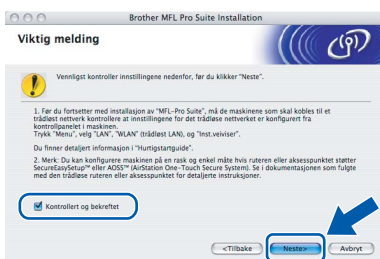 Brother MFL Pro Suite Installation
Viktig melding
Vennligst kontroller innstillingene nedenfor, før du klikker "Neste".
1. Før du fortsetter med installasjon av "MFL-Pro Suite", må de maskinene som skal kobles til et
trådløst nettverk kontrollere at innstillingene for det trådløse nettverket er konfigurert fra
kontrollpanelet i maskinen.
Trykk "Menu", velg "LAN", "WLAN" (trådløst LAN), og "Inst.veiviser".
Du finner detaljert informasjon i "Hurtigstartguide".
2. Merk: Du kan konfigurere maskinen på en rask og enkel måte hvis ruteren eller aksesspunktet støtter
SecureEasySetup™ eller AOSS™ (AirStation One-Touch Secure System). Se i dokumentasjonen som fulgte
med den trådløse ruteren eller aksesspunktet for detaljerte instruksjoner.
Kontrollert og bekreftet
<Tilbake Neste> Avbryt